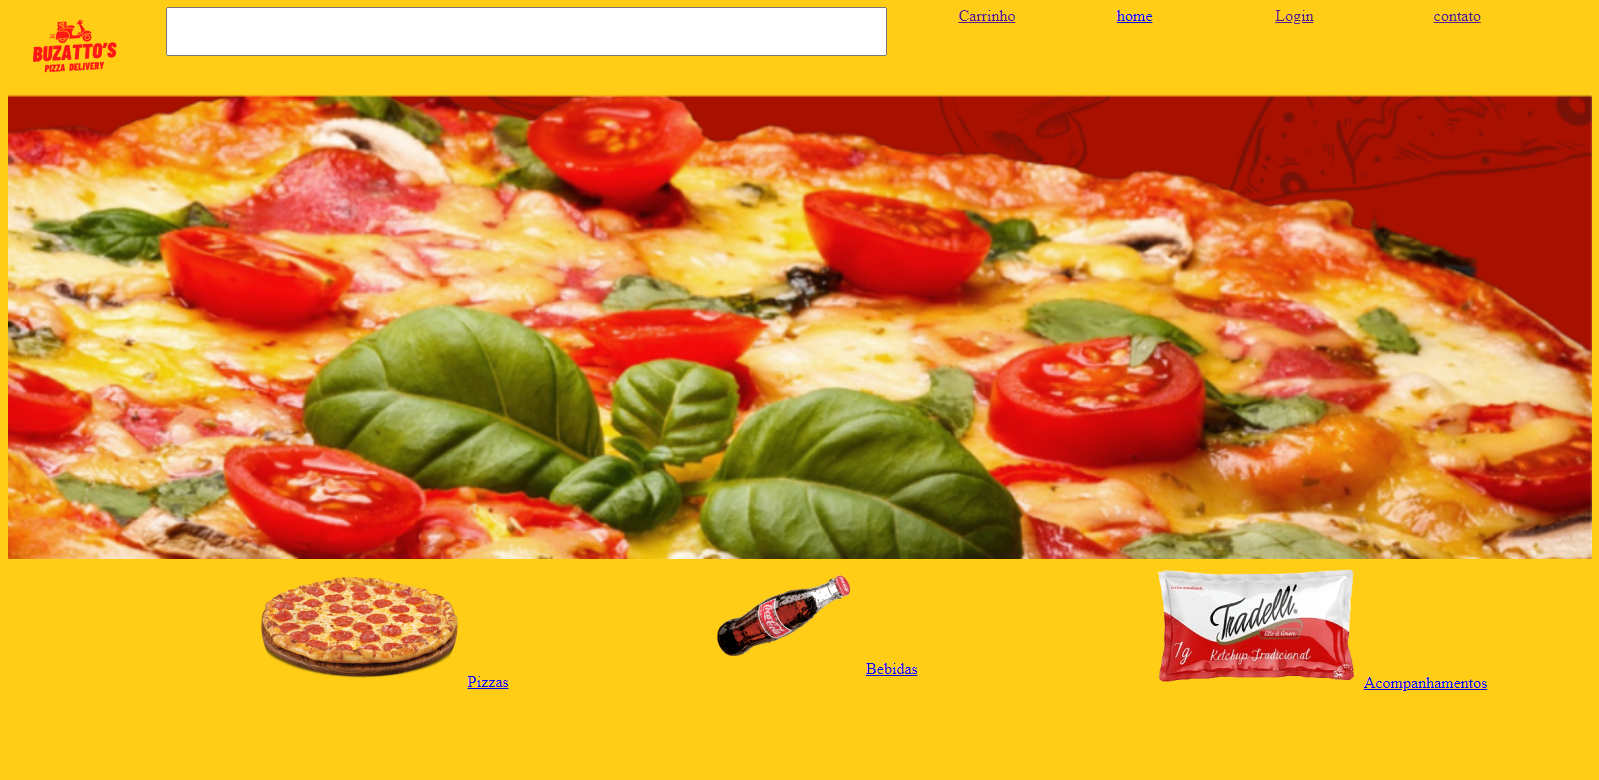 BUZATTO'S
PIZZA DELIVERY
Carrinho
home
Login
contato
Pizzas
Coca-Cola
Bebidas
Tradelli
Ketchup Tradicional
7g
Acompanhamentos